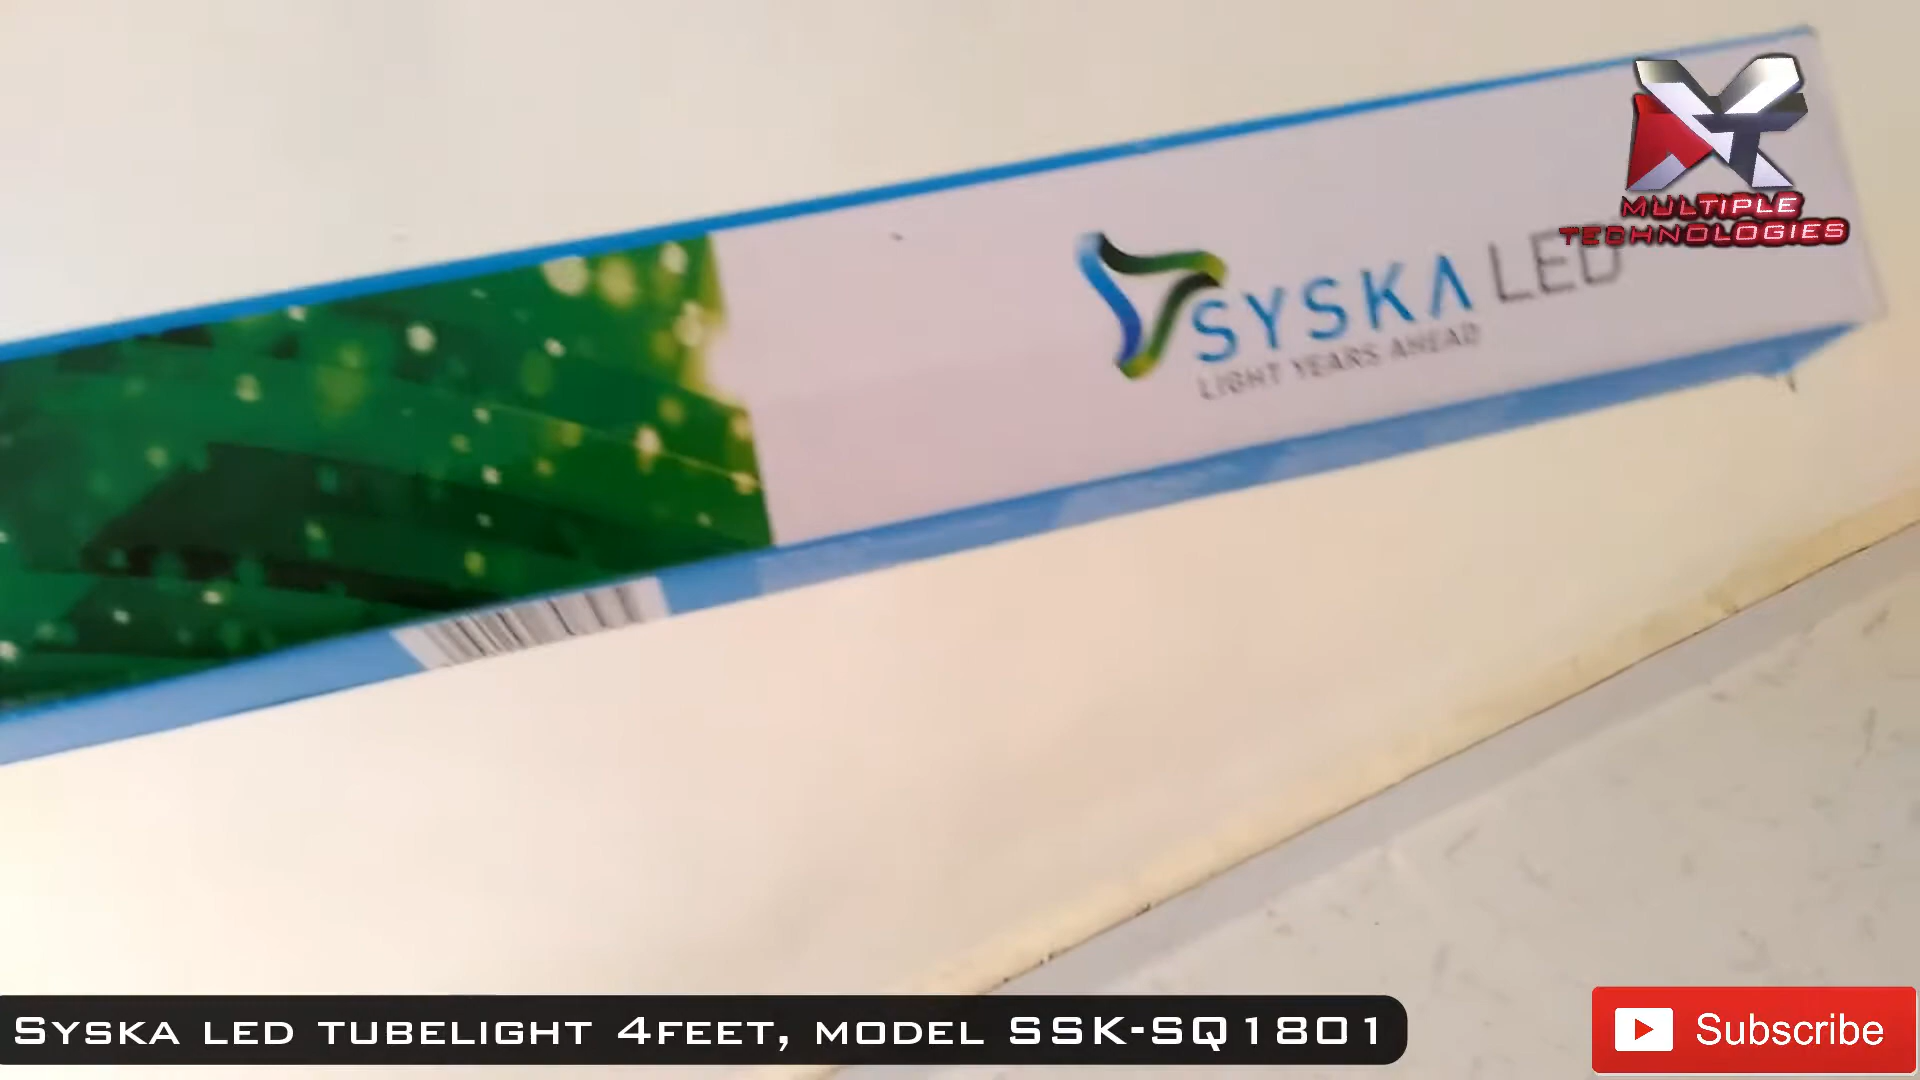 MULTIPLE
TECHNOLOGIES
SYSKA LED
LIGHT YEARS AHEAD
SYSKA LED TUBELIGHT 4FEET, MODEL SSK-SQ1801
Subscribe